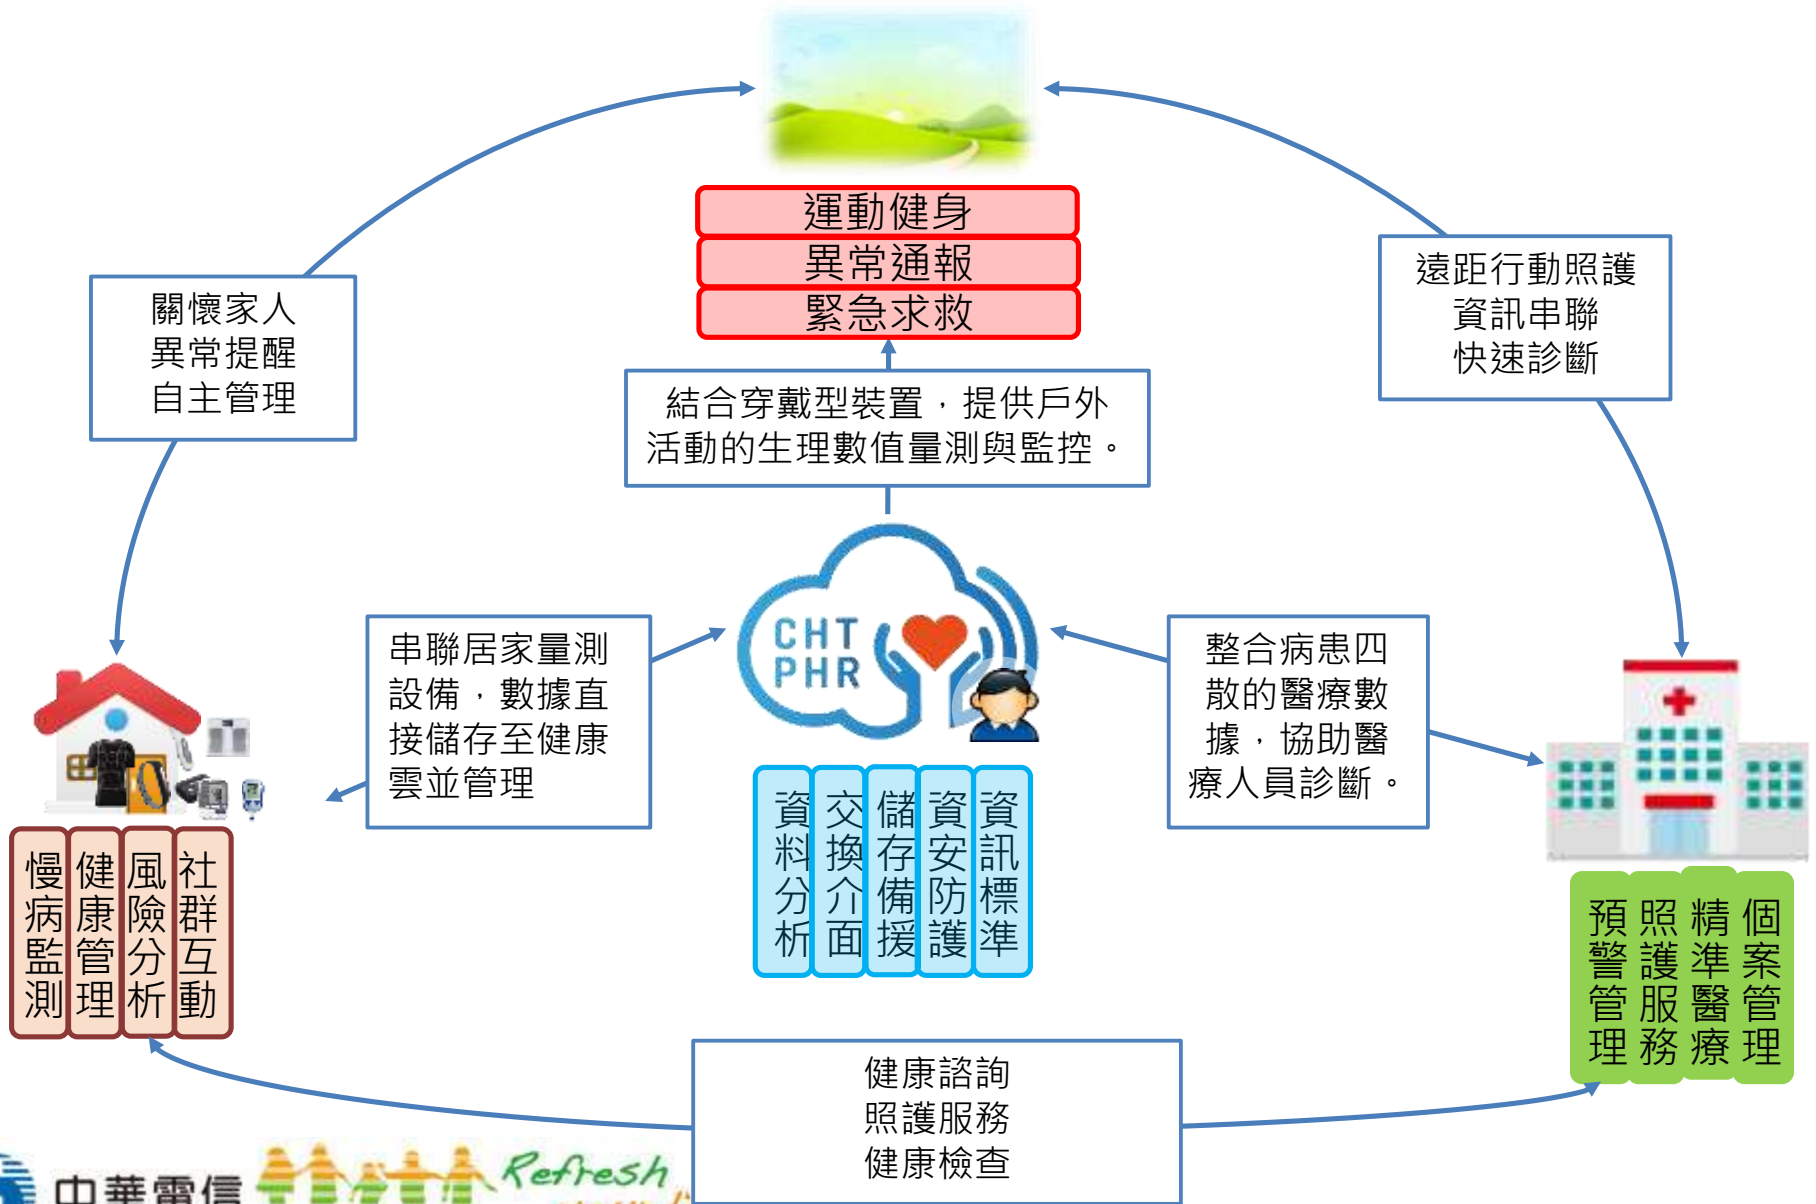 運動健身
異常通報
緊急求救
關懷家人
異常提醒
自主管理
遠距行動照護
資訊串聯
快速診斷
結合穿戴型裝置，提供戶外
活動的生理數值量測與監控。
CHT
PHR
串聯居家量測
設備，數據直
接儲存至健康
雲並管理
整合病患四
散的醫療數
據，協助醫
療人員診斷。
資料分析
交換介面
儲存備援
資安防護
資訊標準
慢病監測
健康管理
風險分析
社群互動
預警管理
照護服務
精準醫療
個案管理
健康諮詢
照護服務
健康檢查
中華電信
Refresh